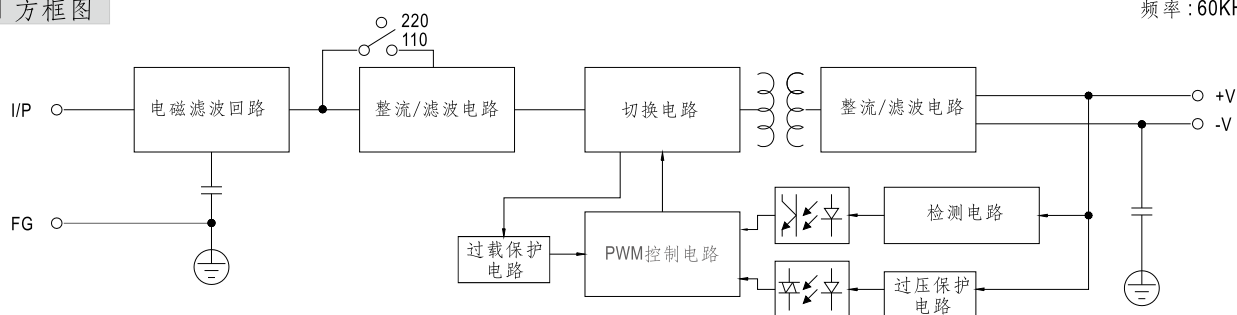 方框图
频率:60KH
220
110
I/P
电磁滤波回路
整流/滤波电路
切换电路
整流/滤波电路
+V
-V
FG
过载保护
电路
PWM控制电路
检测电路
过压保护
电路